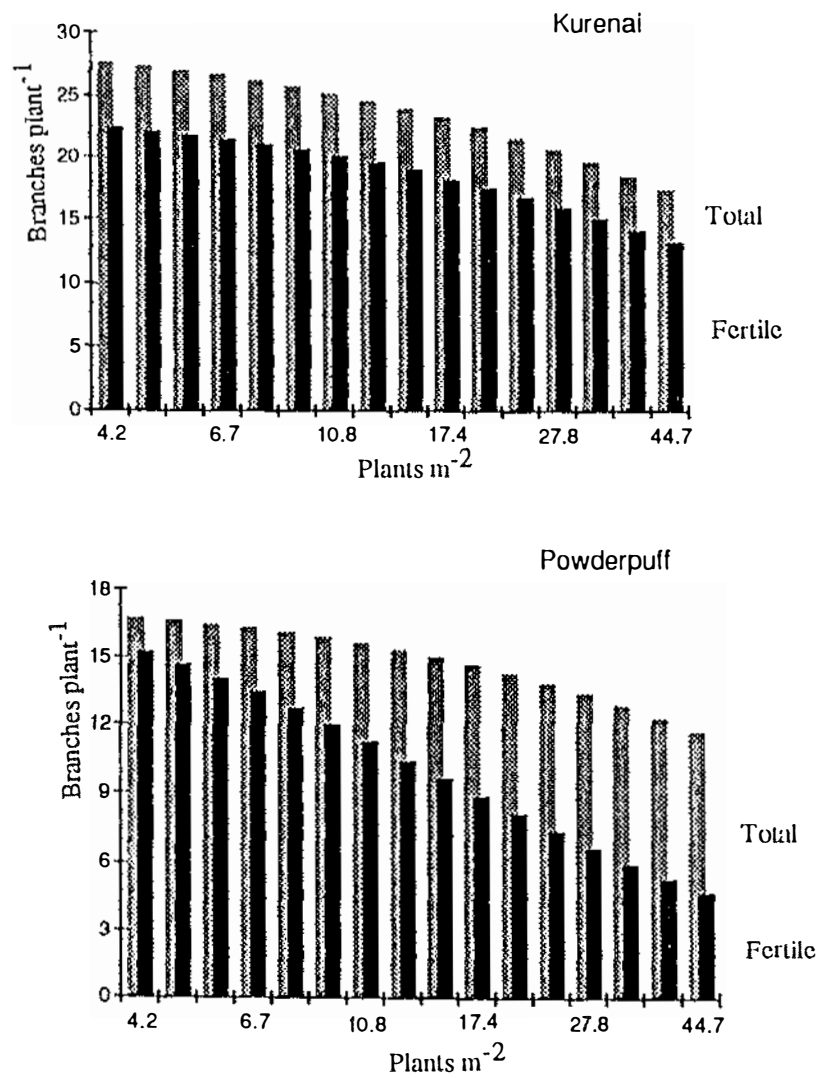 Kurenai
30
25
20
15
10
5
0
Branches plant-1
Total
Fertile
4.2 6.7 10.8 17.4 27.8 44.7
Plants m-2
Powderpuff
18
15
12
9
6
3
0
Branches plant-1
Total
Fertile
4.2 6.7 10.8 17.4 27.8 44.7
Plants m-2